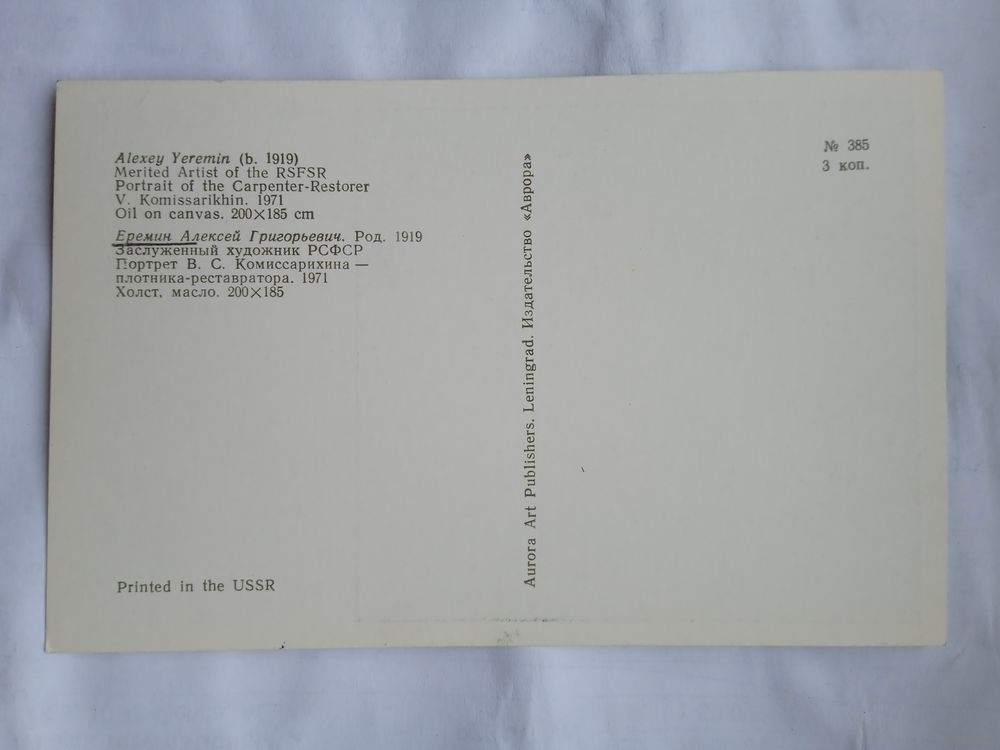 Alexey Yeremin (b. 1919)
Merited Artist of the RSFSR
Portrait of the Carpenter-Restorer
V. Komissarikhin. 1971
Oil on canvas. 200×185 cm
Еремин Алексей Григорьевич. Род. 1919
Заслуженный художник РСФСР
Портрет В. С. Комиссарихина —
плотника-реставратора. 1971
Холст, масло. 200×185
Printed in the USSR
Aurora Art Publishers. Leningrad. Издательство «Аврора»
№ 385
3 коп.